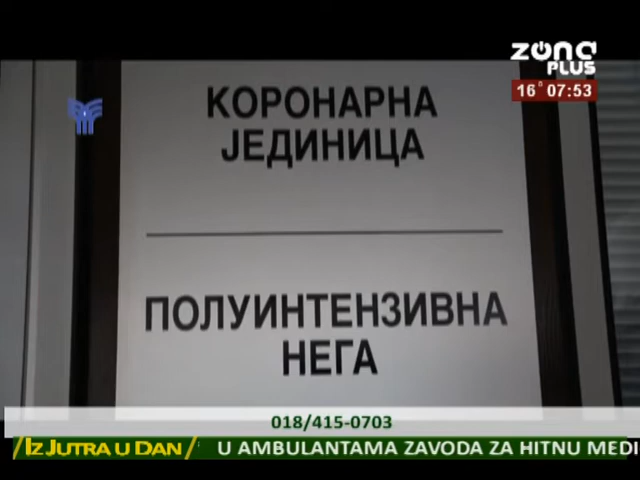 zona
PLUS
16° 07:53
КОРОНАРНА
ЈЕДИНИЦА
ПОЛУИНТЕНЗИВНА
НЕГА
018/415-0703
IZ JUTRA U DAN
U AMBULANTAMA ZAVODA ZA HITNU MEDI